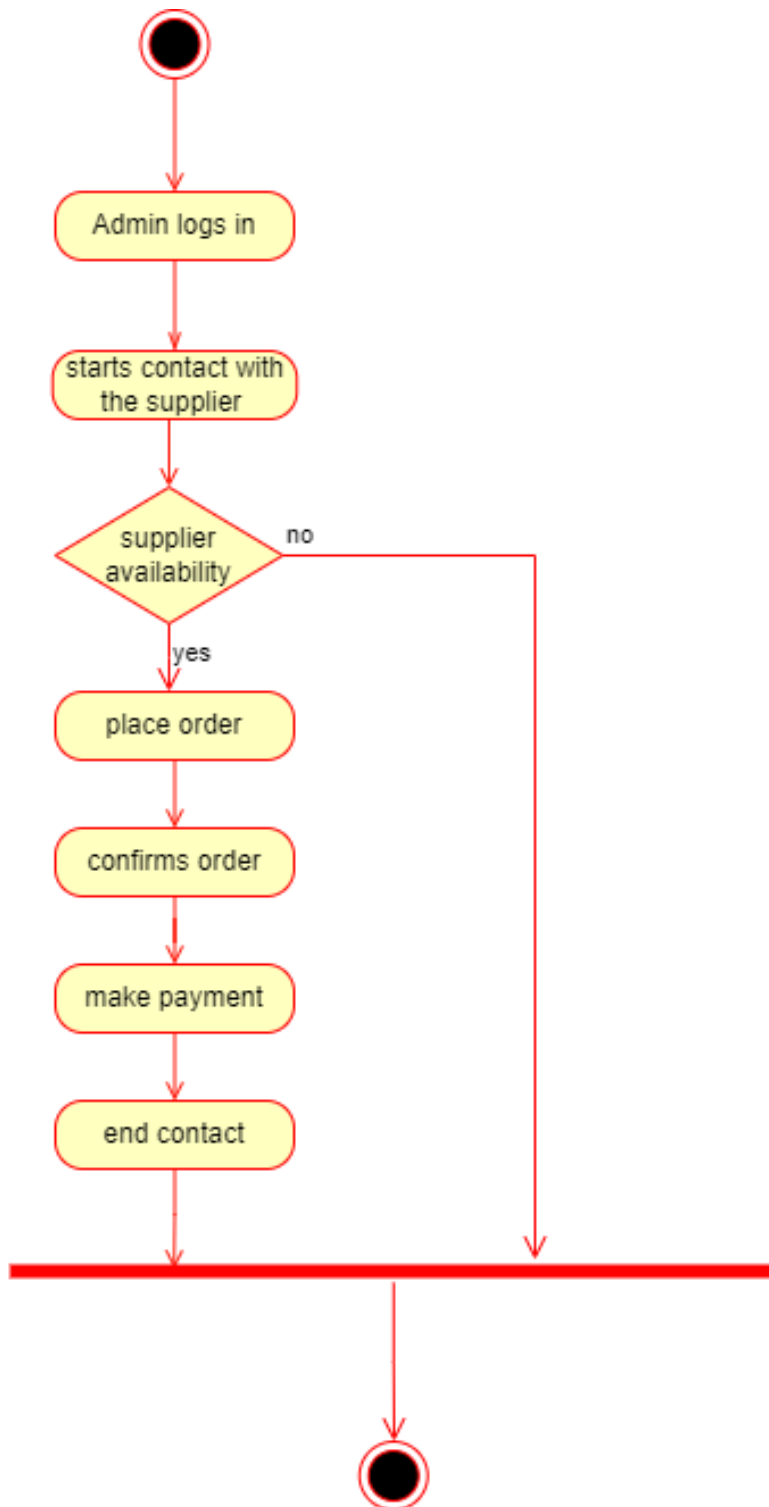 Admin logs in
starts contact with
the supplier
supplier
availability
no
yes
place order
confirms order
make payment
end contact